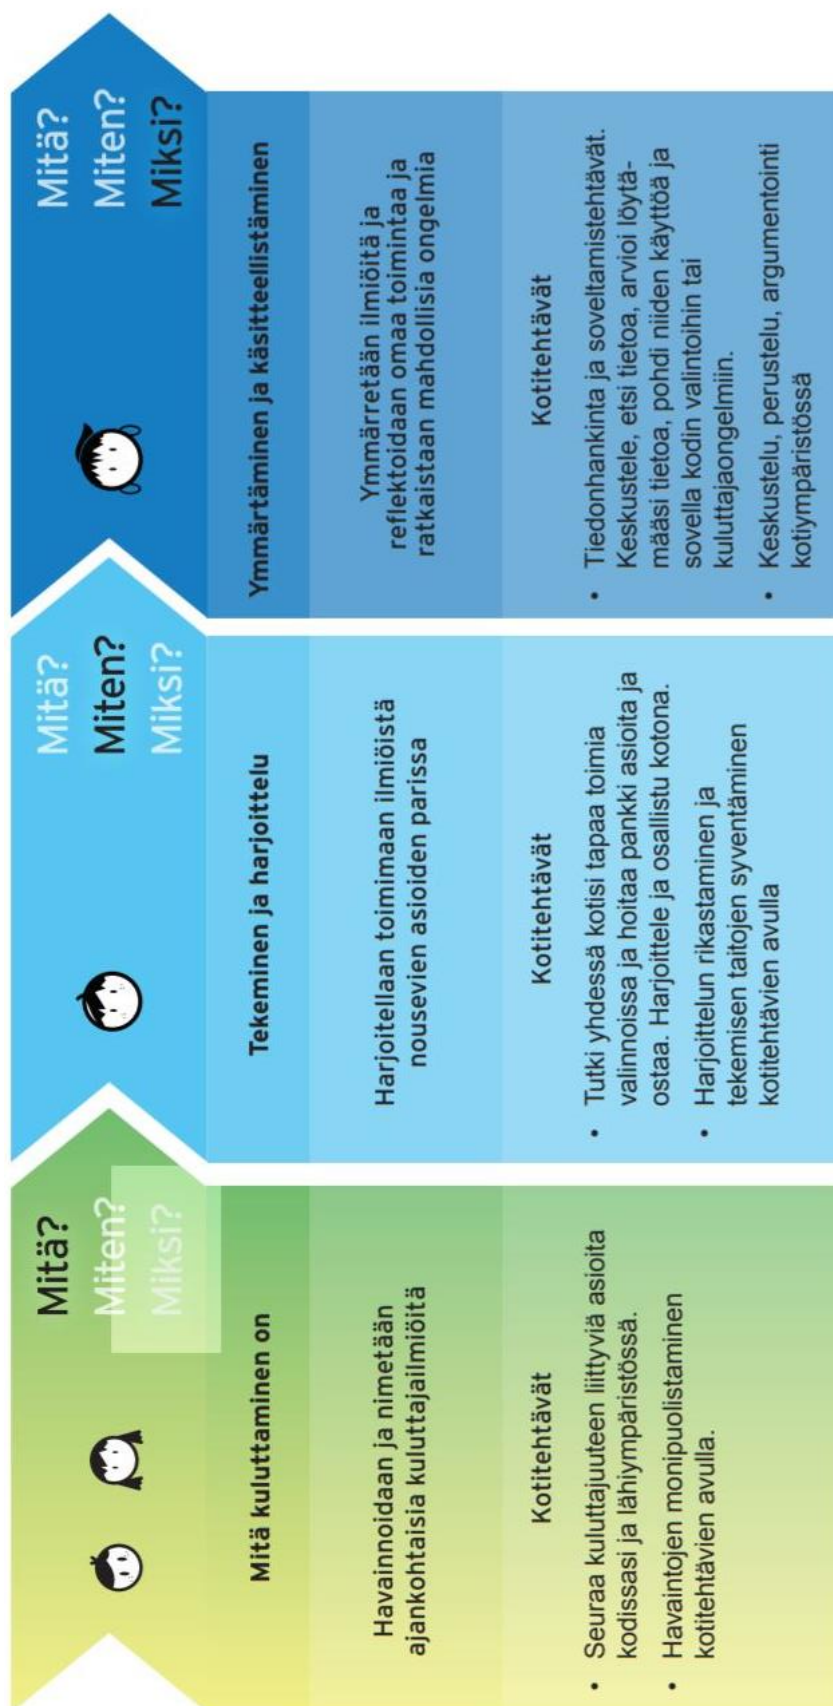 Mitä?
Miten?
Miksi?
Mitä kuluttaminen on
Havainnoidaan ja nimetään
ajankohtaisia kuluttajailmiöitä
Kotitehtävät
• Seuraa kuluttajuuteen liittyviä asioita
kodissasi ja lähiympäristössä.
• Havaintojen monipuolistaminen
kotitehtävien avulla.
Mitä?
Miten?
Miksi?
Tekeminen ja harjoittelu
Harjoitellaan toimimaan ilmiöistä
nousevien asioiden parissa
Kotitehtävät
• Tutki yhdessä kotisi tapaa toimia
valinnoissa ja hoitaa pankki asioita ja
ostaa. Harjoittele ja osallistu kotona.
• Harjoittelun rikastaminen ja
tekemisen taitojen syventäminen
kotitehtävien avulla
Mitä?
Miten?
Miksi?
Ymmärtäminen ja käsitteellistäminen
Ymmärretään ilmiöitä ja
reflektoidaan omaa toimintaa ja
ratkaistaan mahdollisia ongelmia
Kotitehtävät
• Tiedonhankinta ja soveltamistehtävät.
Keskustele, etsi tietoa, arvioi löytä-
määsi tietoa, pohdi niiden käyttöä ja
sovella kodin valintoihin tai
kuluttajaongelmiin.
• Keskustelu, perustelu, argumentointi
kotiympäristössä